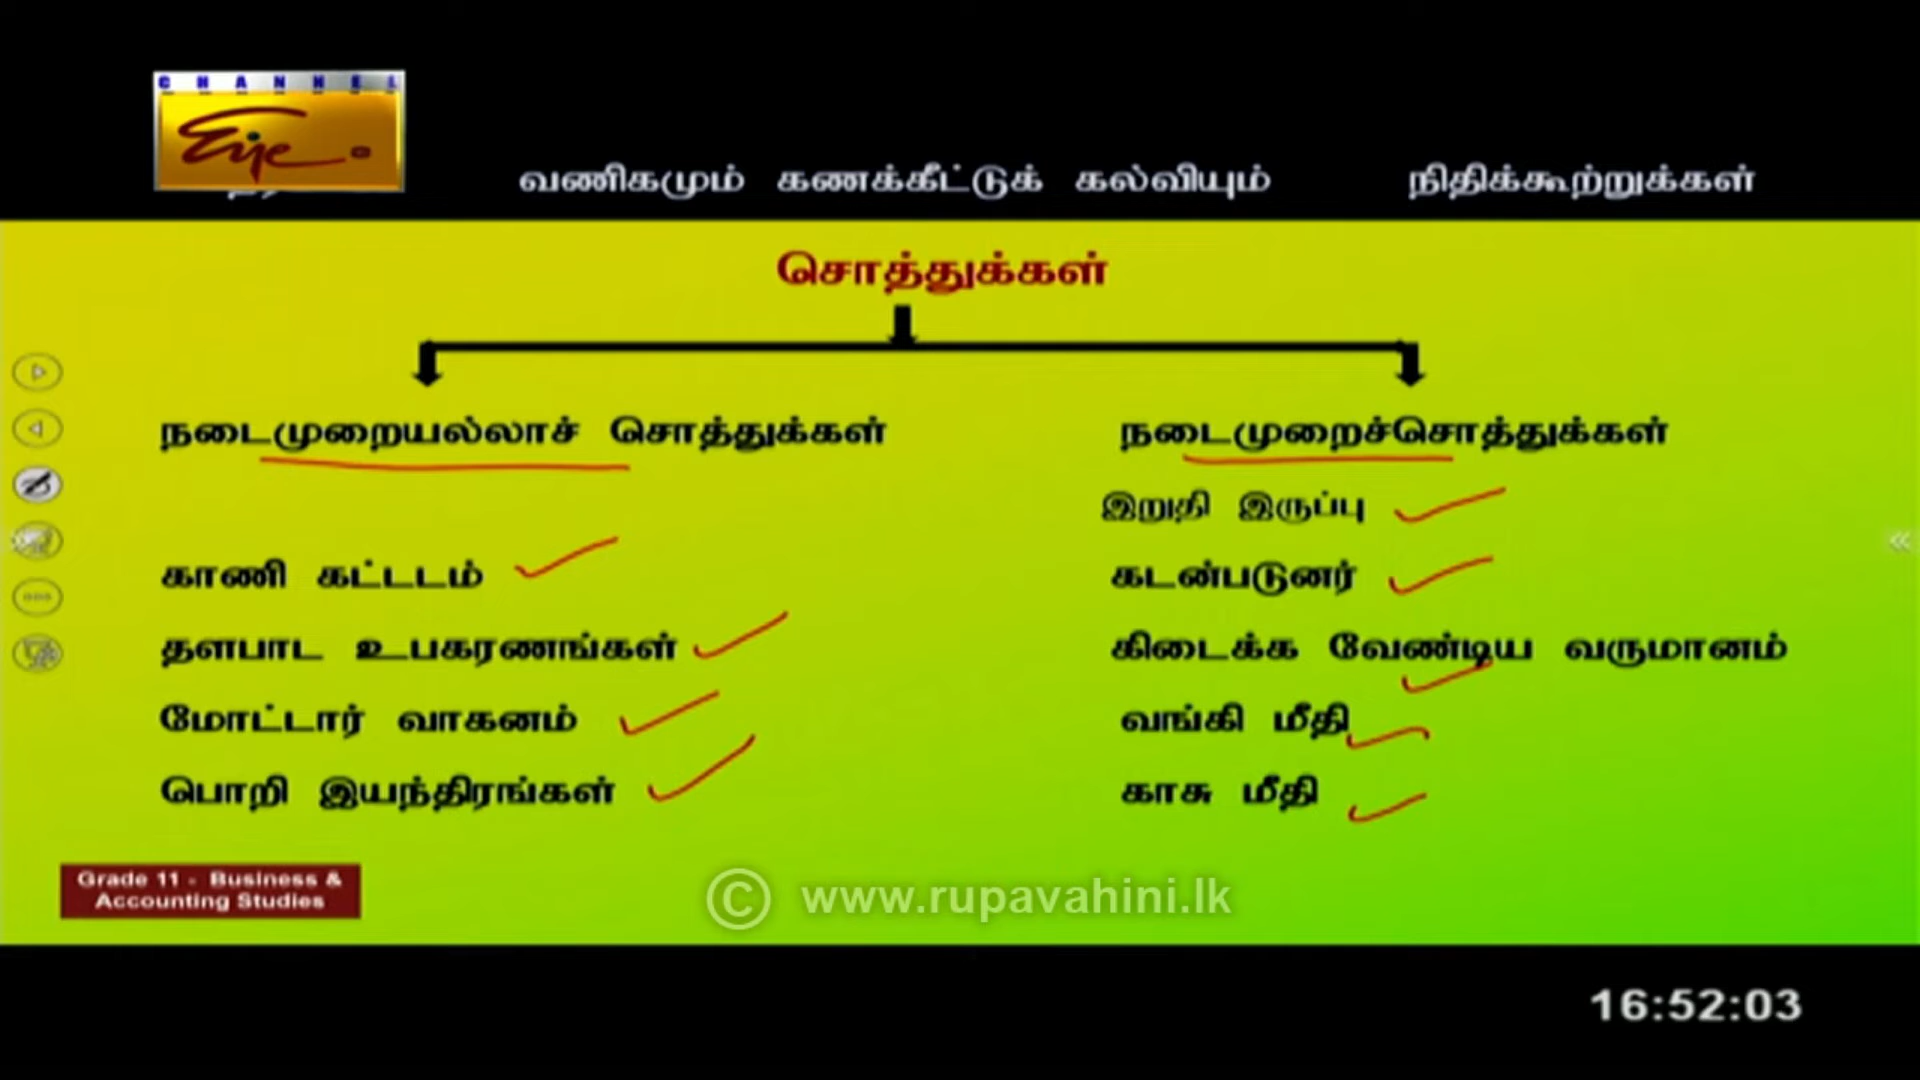 CHANNEL
Eye
வணிகமும் கணக்கீட்டுக் கல்வியும்
நிதிக்கூற்றுக்கள்
சொத்துக்கள்
நடைமுறையல்லாச் சொத்துக்கள்
காணி கட்டடம்
தளபாட உபகரணங்கள்
மோட்டார் வாகனம்
பொறி இயந்திரங்கள்
நடைமுறைச்சொத்துக்கள்
இறுதி இருப்பு
கடன்படுனர்
கிடைக்க வேண்டிய வருமானம்
வங்கி மீதி
காசு மீதி
Grade 11 - Business &
Accounting Studies
© www.rupavahini.lk
16:52:03